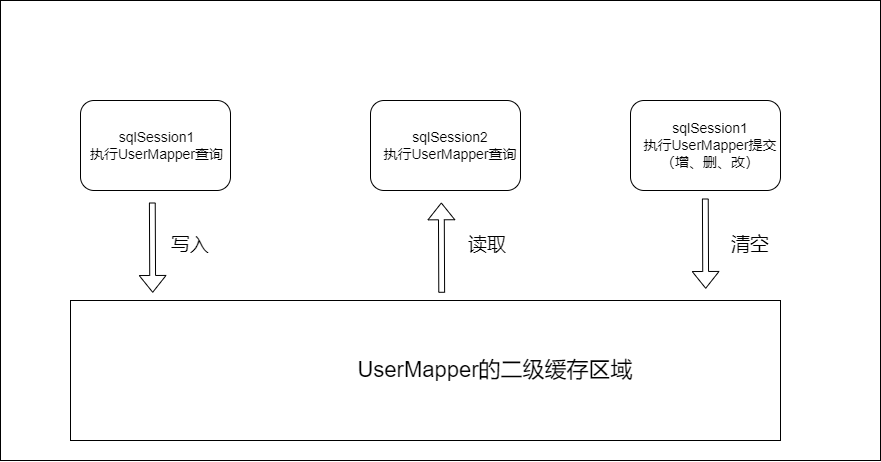 sqlSession1
执行UserMapper查询
sqlSession2
执行UserMapper查询
sqlSession1
执行UserMapper提交
（增、删、改）
写入
读取
清空
UserMapper的二级缓存区域